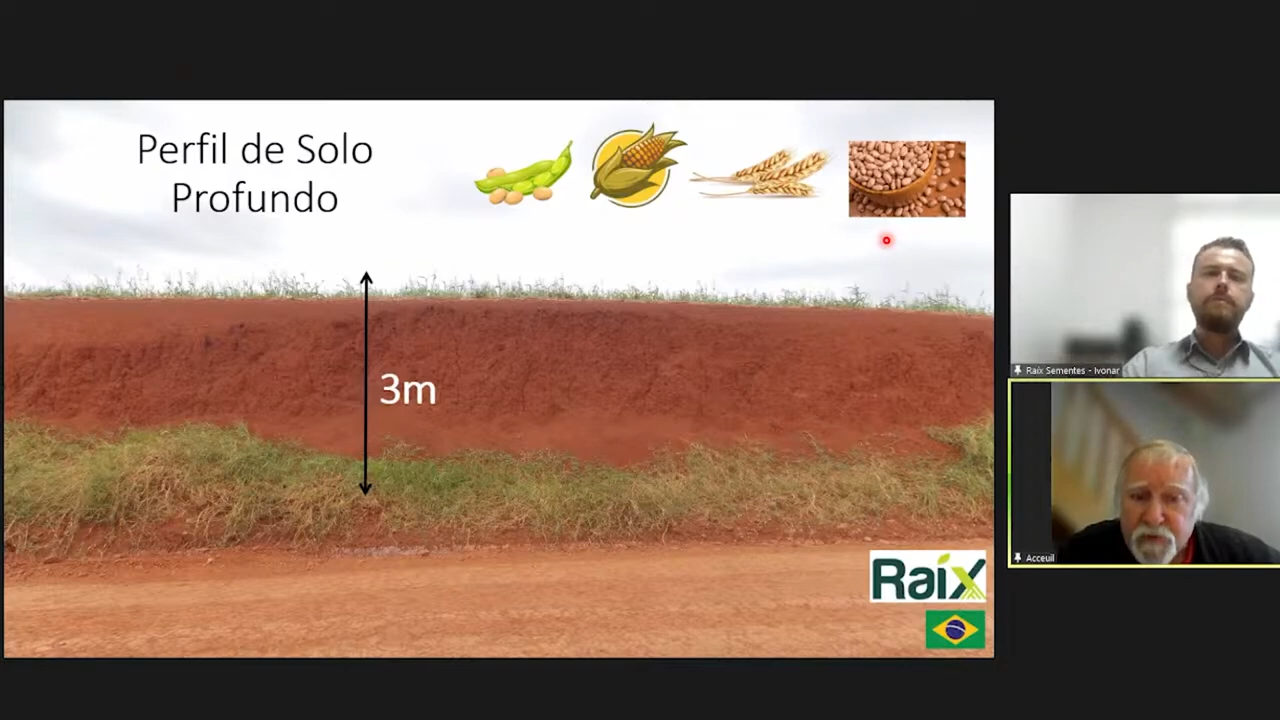 Perfil de Solo
Profundo
3m
Raix
Raix Sementes - Ivonar
Acceuil